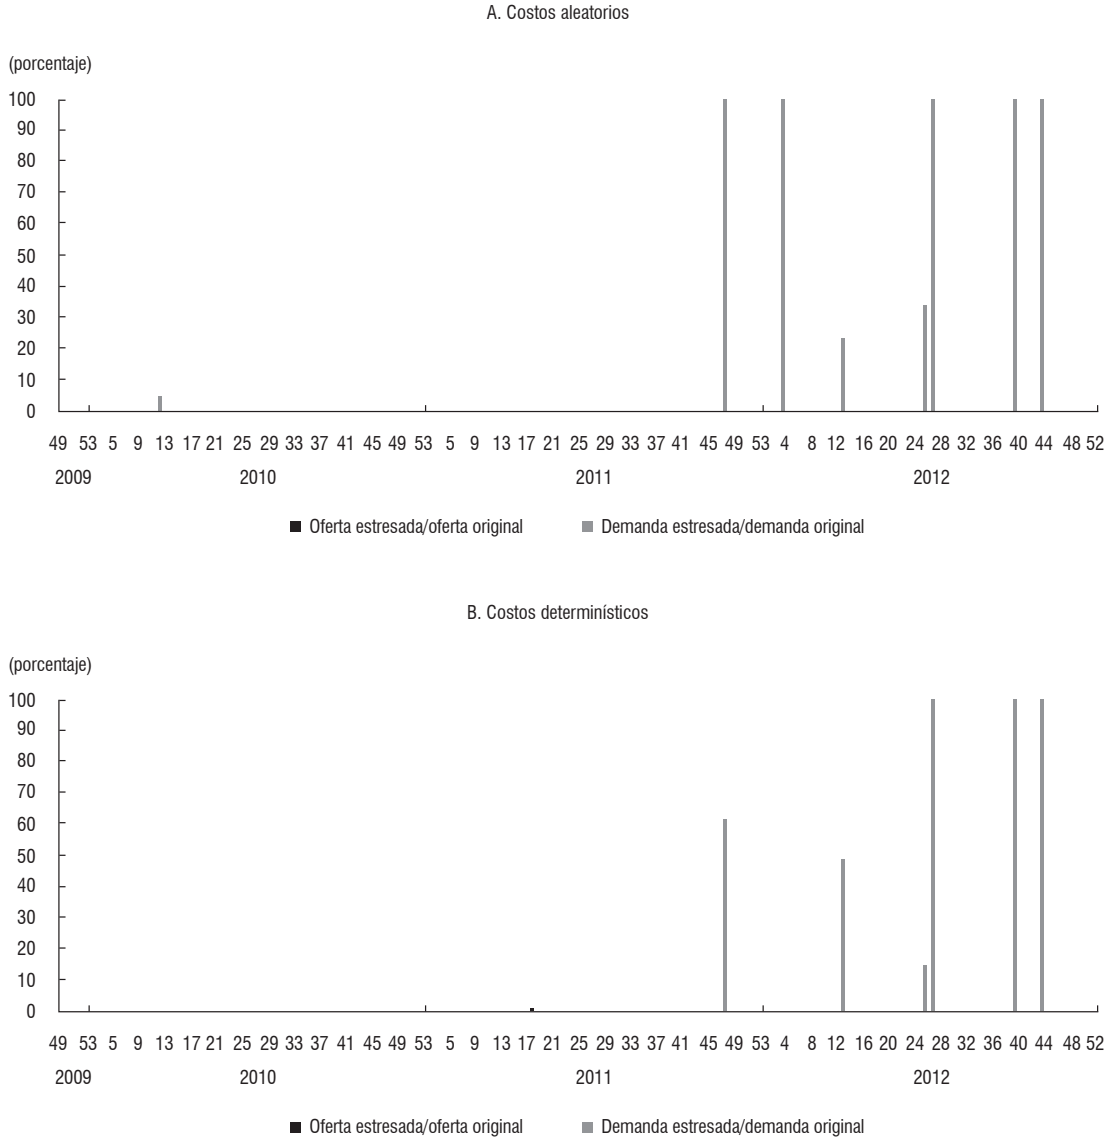 A. Costos aleatorios
(porcentaje)
100
90
80
70
60
50
40
30
20
10
0
49 53 5 9 13 17 21 25 29 33 37 41 45 49 53 5 9 13 17 21 25 29 33 37 41 45 49 53 4 8 12 16 20 24 28 32 36 40 44 48 52
2009 2010 2011 2012
Oferta estresada/oferta original Demanda estresada/demanda original
B. Costos determinísticos
(porcentaje)
100
90
80
70
60
50
40
30
20
10
0
49 53 5 9 13 17 21 25 29 33 37 41 45 49 53 5 9 13 17 21 25 29 33 37 41 45 49 53 4 8 12 16 20 24 28 32 36 40 44 48 52
2009 2010 2011 2012
Oferta estresada/oferta original Demanda estresada/demanda original